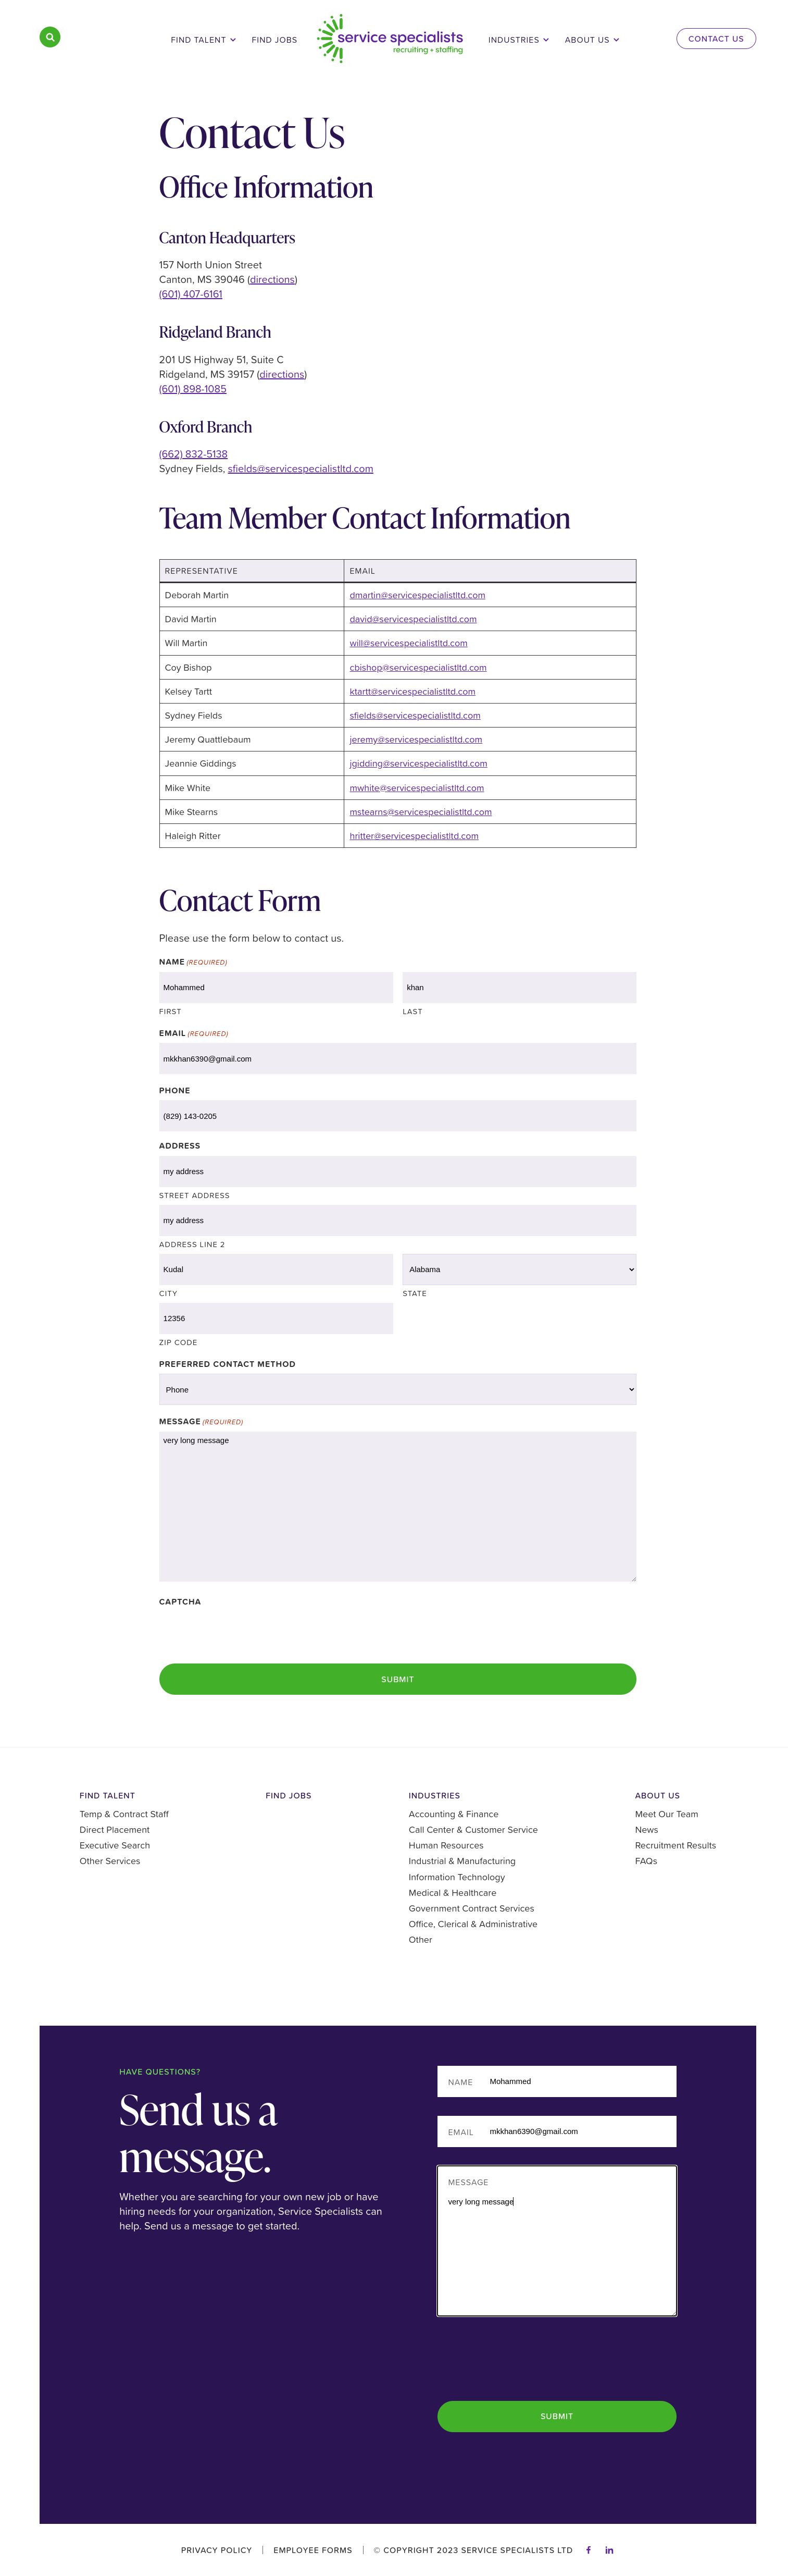 FIND TALENT
FIND JOBS
service specialists
recruiting + staffing
INDUSTRIES
ABOUT US
CONTACT US
Contact Us
Office Information
Canton Headquarters
157 North Union Street
Canton, MS 39046 (directions)
(601) 407-6161
Ridgeland Branch
201 US Highway 51, Suite C
Ridgeland, MS 39157 (directions)
(601) 898-1085
Oxford Branch
(662) 832-5138
Sydney Fields, sfields@servicespecialistltd.com
Team Member Contact Information
REPRESENTATIVE EMAIL
Deborah Martin dmartin@servicespecialistltd.com
David Martin david@servicespecialistltd.com
Will Martin will@servicespecialistltd.com
Coy Bishop cbishop@servicespecialistltd.com
Kelsey Tartt ktartt@servicespecialistltd.com
Sydney Fields sfields@servicespecialistltd.com
Jeremy Quattlebaum jeremy@servicespecialistltd.com
Jeannie Giddings jgidding@servicespecialistltd.com
Mike White mwhite@servicespecialistltd.com
Mike Stearns mstearns@servicespecialistltd.com
Haleigh Ritter hritter@servicespecialistltd.com
Contact Form
Please use the form below to contact us.
NAME (REQUIRED)
Mohammed khan
FIRST LAST
EMAIL (REQUIRED)
mkkhan6390@gmail.com
PHONE
(829) 143-0205
ADDRESS
my address
STREET ADDRESS
my address
ADDRESS LINE 2
Kudal Alabama
CITY STATE
12356
ZIP CODE
PREFERRED CONTACT METHOD
Phone
MESSAGE (REQUIRED)
very long message
CAPTCHA
SUBMIT
FIND TALENT
Temp & Contract Staff
Direct Placement
Executive Search
Other Services
FIND JOBS
INDUSTRIES
Accounting & Finance
Call Center & Customer Service
Human Resources
Industrial & Manufacturing
Information Technology
Medical & Healthcare
Government Contract Services
Office, Clerical & Administrative
Other
ABOUT US
Meet Our Team
News
Recruitment Results
FAQs
HAVE QUESTIONS?
Send us a
message.
Whether you are searching for your own new job or have
hiring needs for your organization, Service Specialists can
help. Send us a message to get started.
NAME Mohammed
EMAIL mkkhan6390@gmail.com
MESSAGE
very long message
SUBMIT
PRIVACY POLICY | EMPLOYEE FORMS | © COPYRIGHT 2023 SERVICE SPECIALISTS LTD